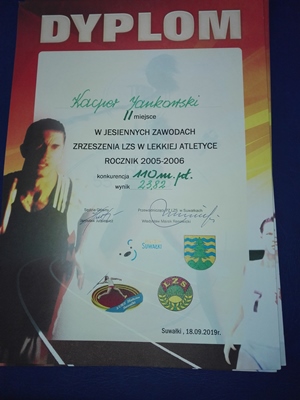 DYPLOM
Kacper Jankowski
II miejsce
W JESIENNYCH ZAWODACH
ZRZESZENIA LZS W LEKKIEJ ATLETYCE
ROCZNIK 2005-2006
konkurencja 110 m. pł.
wynik 23,82
SUWAŁKI
LZS
Suwałki, 18.09.2019r.